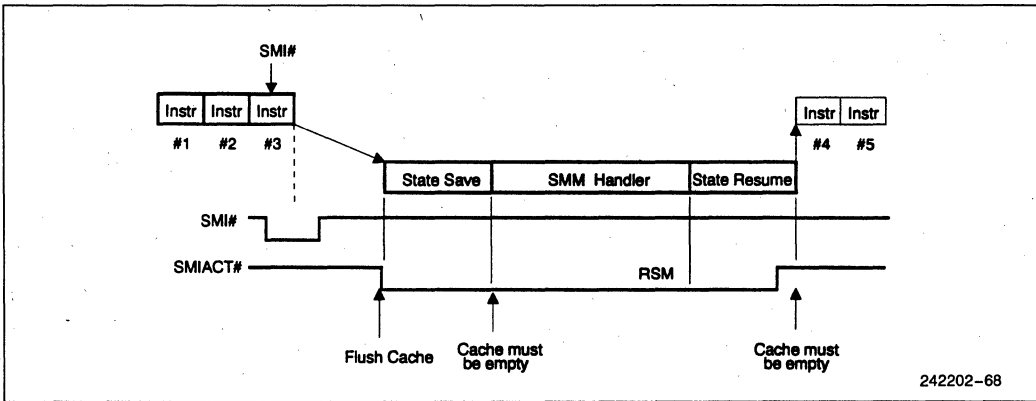 SMI#
Instr Instr Instr
#1 #2 #3
Instr Instr
#4 #5
State Save SMM Handler State Resume
SMI#
SMIACT#
RSM
Flush Cache
Cache must
be empty
Cache must
be empty
242202-68